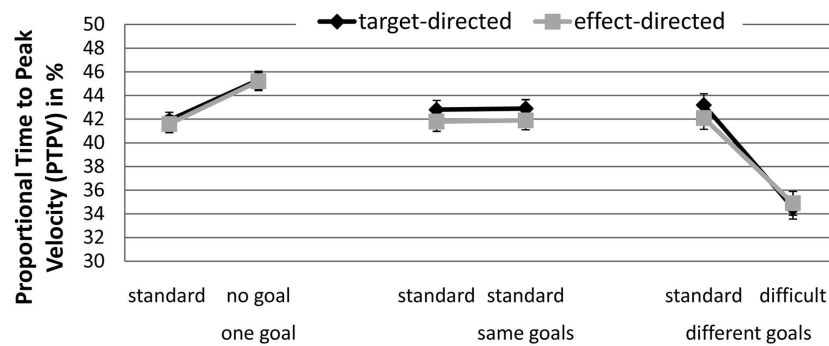 Proportional Time to Peak
Velocity (PTPV) in %
50
48
46
44
42
40
38
36
34
32
30
target-directed effect-directed
standard no goal standard standard standard difficult
one goal same goals different goals